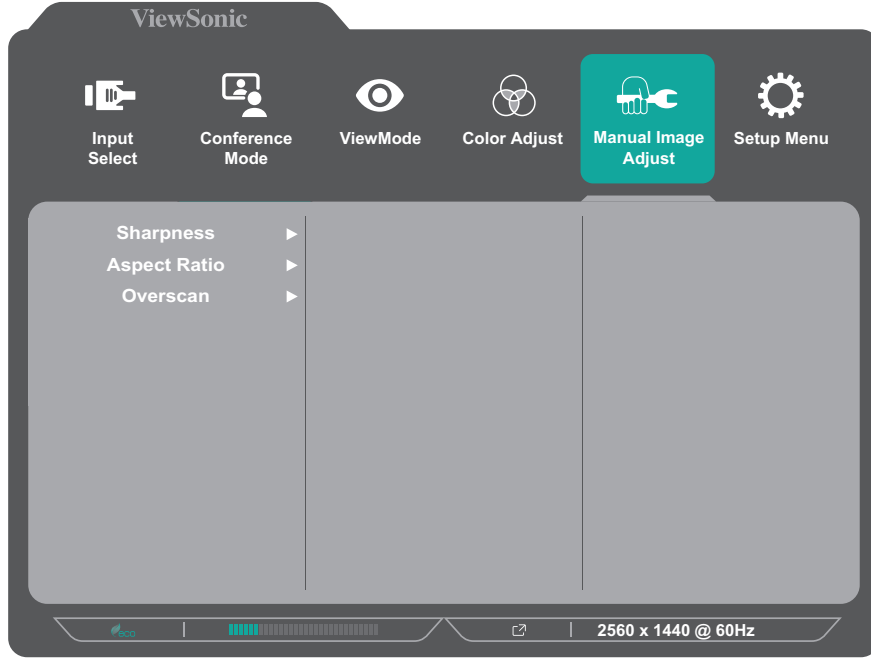 ViewSonic
Input
Select
Conference
Mode
ViewMode
Color Adjust
Manual Image
Adjust
Setup Menu
Sharpness
Aspect Ratio
Overscan
eco
2560 x 1440 @ 60Hz